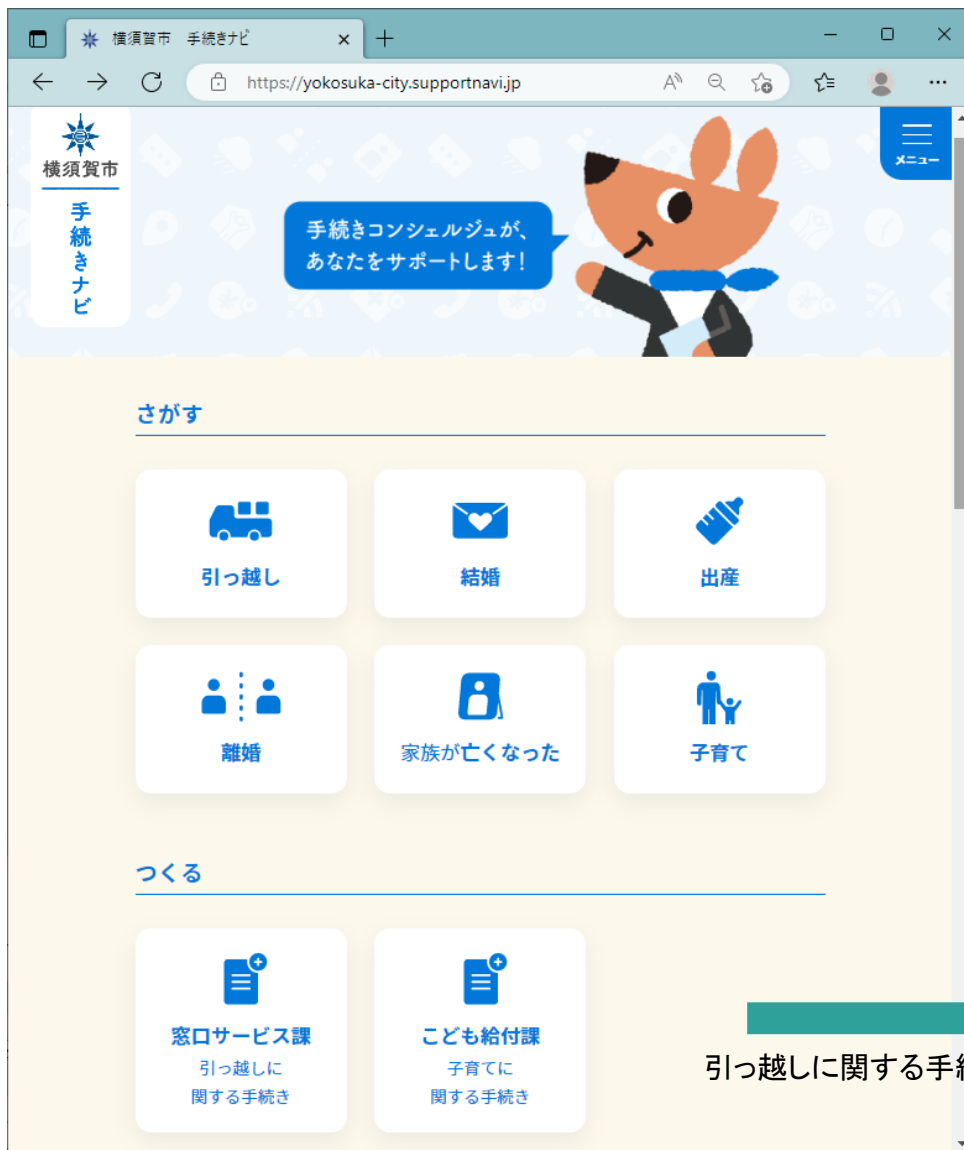 横須賀市　手続きナビ
https://yokosuka-city.supportnavi.jp
横須賀市
手続きナビ
手続きコンシェルジュが、
あなたをサポートします！
メニュー
さがす
引っ越し
結婚
出産
離婚
家族が亡くなった
子育て
つくる
窓口サービス課
引っ越しに
関する手続き
こども給付課
子育てに
関する手続き
引っ越しに関する手